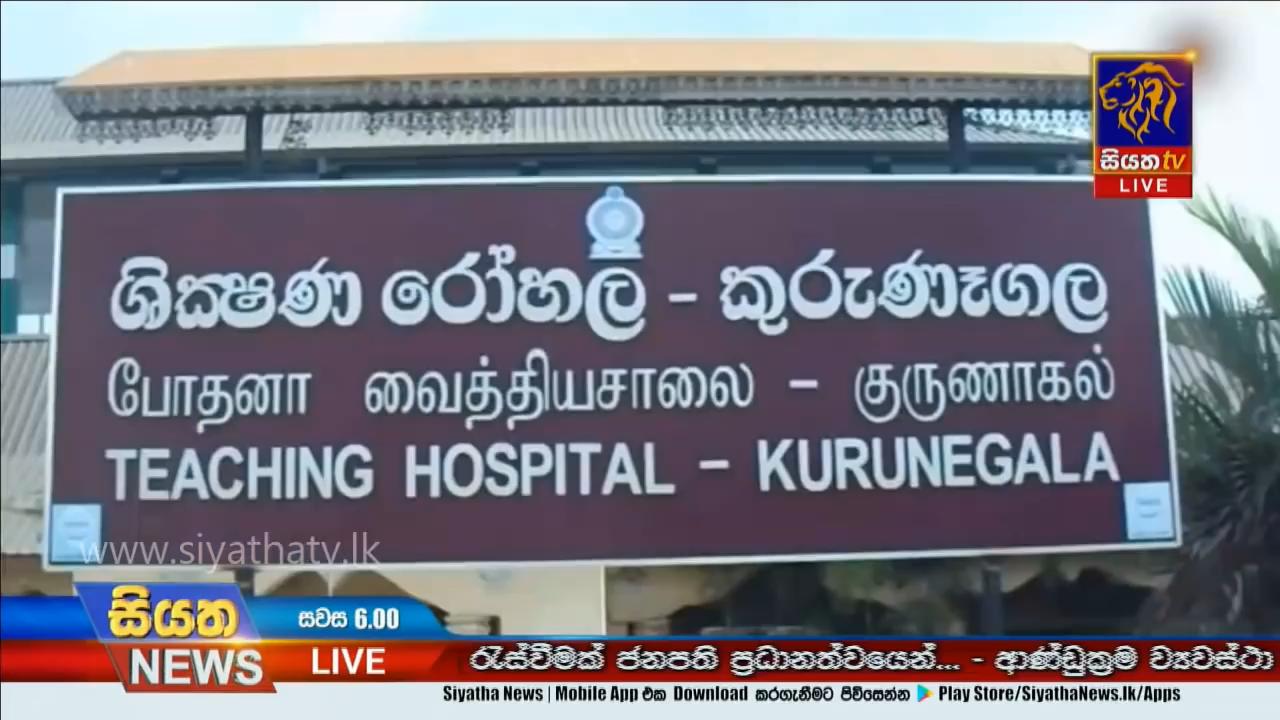 සියත tv
LIVE
ශික්ෂණ රෝහල - කුරුණෑගල
போதனா வைத்தியசாலை - குருணாகல்
TEACHING HOSPITAL - KURUNEGALA
www.siyathatv.lk
සියත
NEWS
සවස 6.00
LIVE
රැස්වීමක් ජනපති ප්‍රධානත්වයෙන්... - ආණ්ඩුක්‍රම ව්‍යවස්ථා
Siyatha News | Mobile App එක Download කරගැනීමට පිවිසෙන්න Play Store/SiyathaNews.lk/Apps